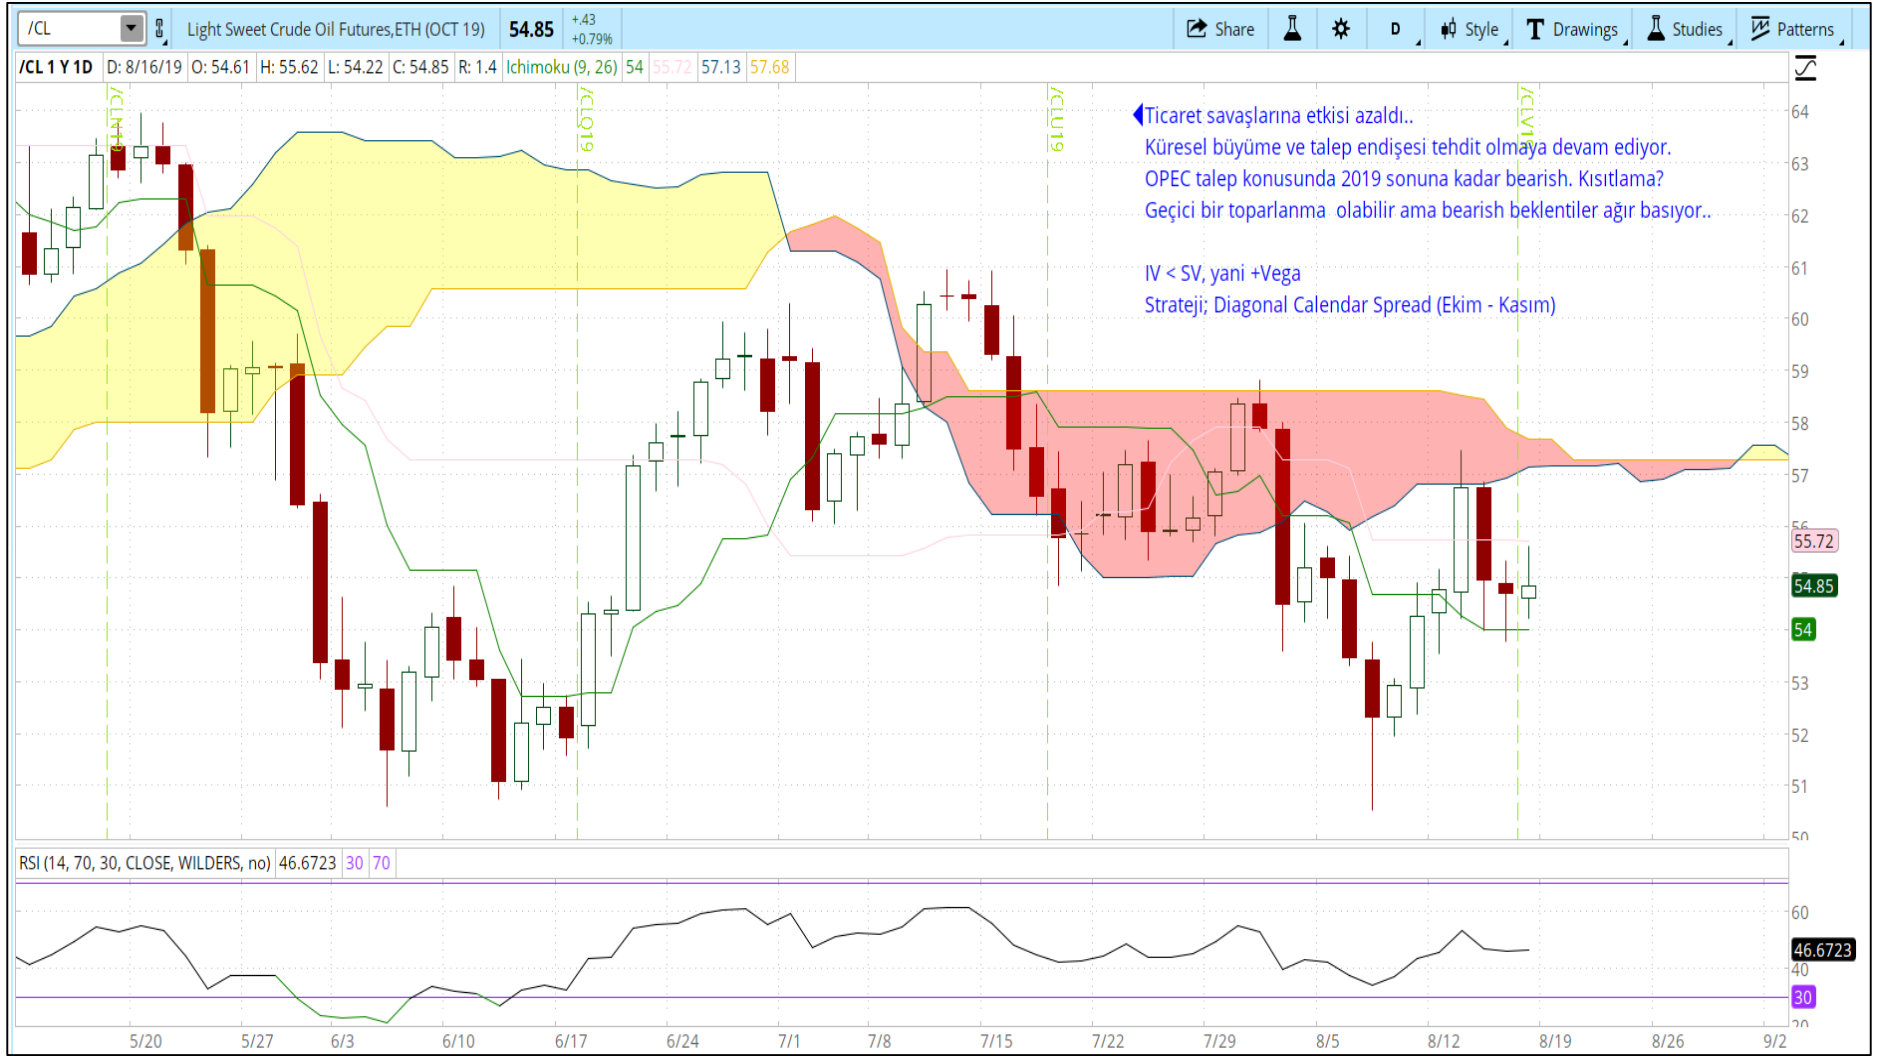 /CL
Light Sweet Crude Oil Futures,ETH (OCT 19)
54.85
+.43
+0.79%
Share
D
Style
Drawings
Studies
Patterns
/CL 1 Y 1D
D: 8/16/19
O: 54.61
H: 55.62
L: 54.22
C: 54.85
R: 1.4
Ichimoku (9, 26)
54
55.72
57.13
57.68
/CLN19
/CLQ19
/CLU19
Ticaret savaşlarına etkisi azaldı..
Küresel büyüme ve talep endişesi tehdit olmaya devam ediyor.
OPEC talep konusunda 2019 sonuna kadar bearish. Kısıtlama?
Geçici bir toparlanma olabilir ama bearish beklentiler ağır basıyor..
IV < SV, yani +Vega
Strateji; Diagonal Calendar Spread (Ekim - Kasım)
64
63
62
61
60
59
58
57
56
55.72
54.85
54
53
52
51
50
RSI (14, 70, 30, CLOSE, WILDERS, no)
46.6723
30
70
60
46.6723
40
30
20
5/20
5/27
6/3
6/10
6/17
6/24
7/1
7/8
7/15
7/22
7/29
8/5
8/12
8/19
8/26
9/2